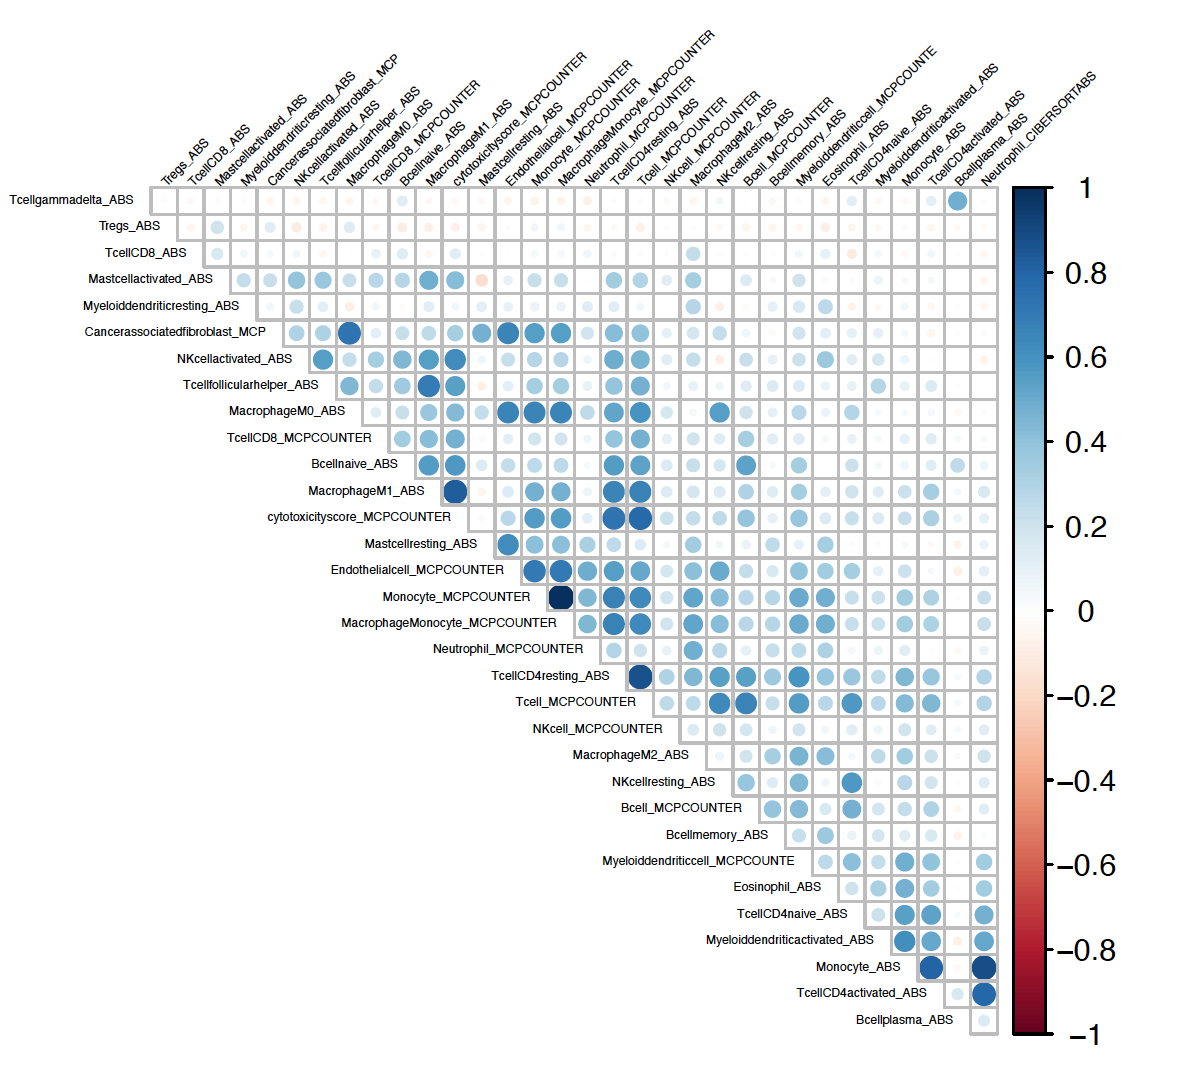 Tregs_ABS
TcellCD8_ABS
Mastcellsactivated_ABS
Myeloiddendriticresting_ABS
Cancerassociatedfibroblast_MCP
NKcellactivated_ABS
Tcellfollicularhelper_ABS
MacrophageM0_ABS
TcellCD8_MCPCOUNTER
Bcellnaive_ABS
MacrophageM1_ABS
cytotoxicityscore_MCPCOUNTER
Mastcellresting_ABS
Endothelialcell_MCPCOUNTER
Monocyte_MCPCOUNTER
MacrophageMonocyte_MCPCOUNTER
Neutrophil_MCPCOUNTER
TcellCD4resting_ABS
Tcell_MCPCOUNTER
NKcell_MCPCOUNTER
MacrophageM2_ABS
NKcellresting_ABS
Bcell_MCPCOUNTER
Bcellmemory_ABS
Myeloiddendriticcell_MCPCOUNTE
Eosinophil_ABS
TcellCD4naive_ABS
Myeloiddendriticactivated_ABS
Monocyte_ABS
TcellCD4activated_ABS
Bcellplasma_ABS
Neutrophil_CIBERSORTABS
Tcellgammadelta_ABS
Tregs_ABS
TcellCD8_ABS
Mastcellactivated_ABS
Myeloiddendriticresting_ABS
Cancerassociatedfibroblast_MCP
NKcellactivated_ABS
Tcellfollicularhelper_ABS
MacrophageM0_ABS
TcellCD8_MCPCOUNTER
Bcellnaive_ABS
MacrophageM1_ABS
cytotoxicityscore_MCPCOUNTER
Mastcellresting_ABS
Endothelialcell_MCPCOUNTER
Monocyte_MCPCOUNTER
MacrophageMonocyte_MCPCOUNTER
Neutrophil_MCPCOUNTER
TcellCD4resting_ABS
Tcell_MCPCOUNTER
NKcell_MCPCOUNTER
MacrophageM2_ABS
NKcellresting_ABS
Bcell_MCPCOUNTER
Bcellmemory_ABS
Myeloiddendriticcell_MCPCOUNTE
Eosinophil_ABS
TcellCD4naive_ABS
Myeloiddendriticactivated_ABS
Monocyte_ABS
TcellCD4activated_ABS
Bcellplasma_ABS
1
0.8
0.6
0.4
0.2
0
−0.2
−0.4
−0.6
−0.8
−1